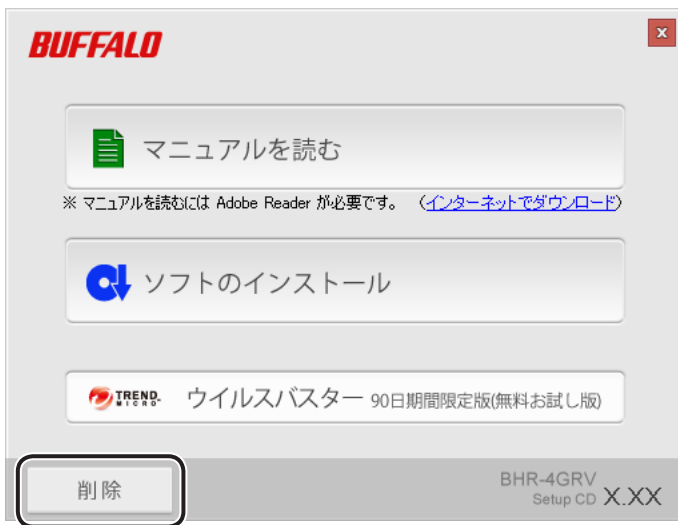 BUFFALO
x
マニュアルを読む
※ マニュアルを読むには Adobe Reader が必要です。 (インターネットでダウンロード)
ソフトのインストール
TREND MICRO ウイルスバスター 90日期間限定版(無料お試し版)
削除
BHR-4GRV
Setup CD X.XX